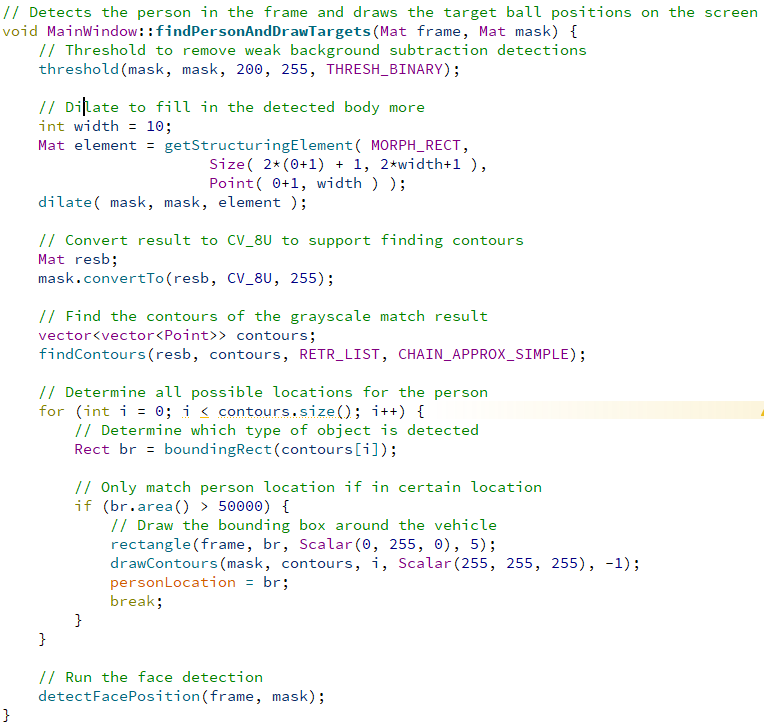 // Detects the person in the frame and draws the target ball positions on the screen
void MainWindow::findPersonAndDrawTargets(Mat frame, Mat mask) {
    // Threshold to remove weak background subtraction detections
    threshold(mask, mask, 200, 255, THRESH_BINARY);

    // Dilate to fill in the detected body more
    int width = 10;
    Mat element = getStructuringElement( MORPH_RECT,
                       Size( 2*(0+1) + 1, 2*width+1 ),
                       Point( 0+1, width ) );
    dilate( mask, mask, element );

    // Convert result to CV_8U to support finding contours
    Mat resb;
    mask.convertTo(resb, CV_8U, 255);

    // Find the contours of the grayscale match result
    vector<vector<Point>> contours;
    findContours(resb, contours, RETR_LIST, CHAIN_APPROX_SIMPLE);

    // Determine all possible locations for the person
    for (int i = 0; i < contours.size(); i++) {
        // Determine which type of object is detected
        Rect br = boundingRect(contours[i]);

        // Only match person location if in certain location
        if (br.area() > 50000) {
            // Draw the bounding box around the vehicle
            rectangle(frame, br, Scalar(0, 255, 0), 5);
            drawContours(mask, contours, i, Scalar(255, 255, 255), -1);
            personLocation = br;
            break;
        }
    }

    // Run the face detection
    detectFacePosition(frame, mask);
}